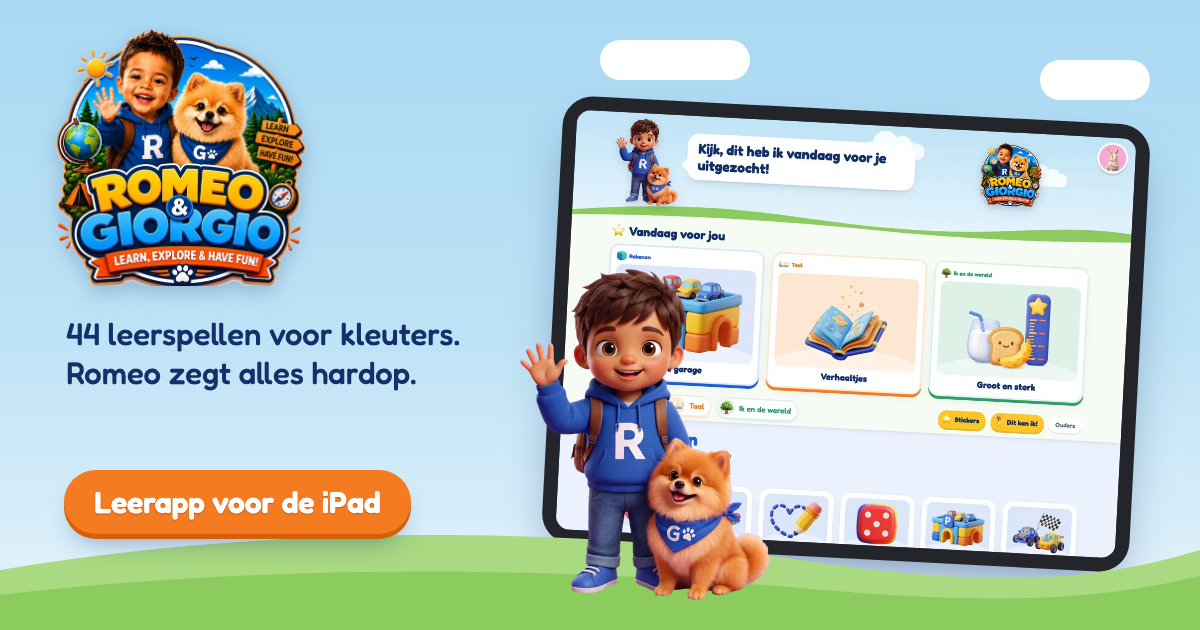 LEARN
EXPLORE
HAVE FUN!
R
G
ROMEO
&
GIORGIO
LEARN, EXPLORE & HAVE FUN!
44 leerspellen voor kleuters.
Romeo zegt alles hardop.
Leerapp voor de iPad
Kijk, dit heb ik vandaag voor je
uitgezocht!
R
ROMEO
&
GIORGIO
Vandaag voor jou
Rekenen
Taal
Ik en de wereld
garage
Verhaaltjes
Groot en sterk
Taal
Ik en de wereld
Stickers
Dit kan ik!
Ouders
R
G
P